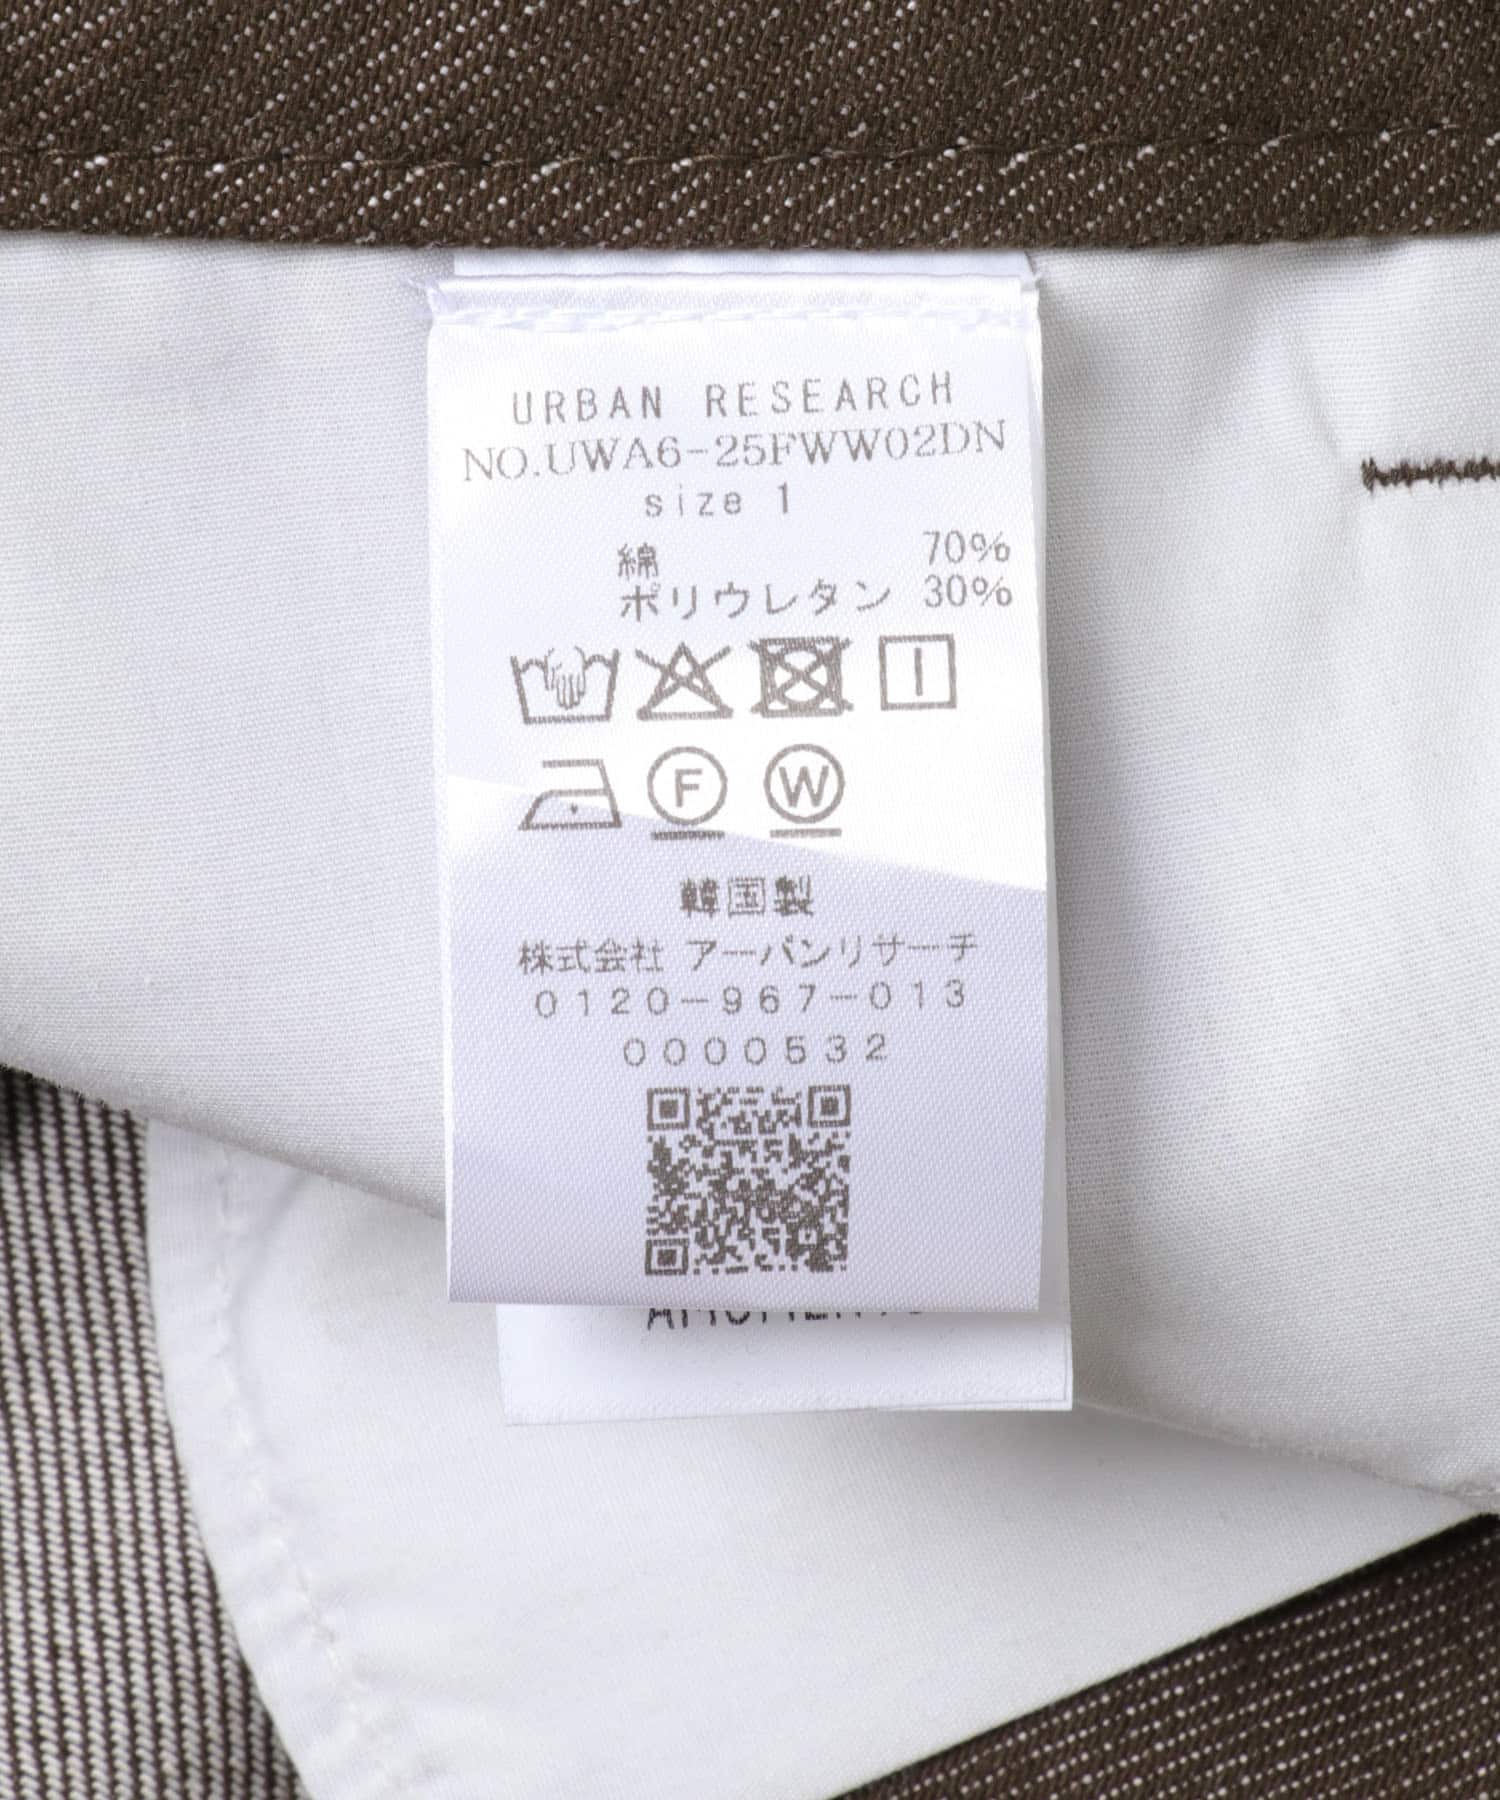 URBAN RESEARCH
NO.UWA6-25FWW02DN
size 1
綿 70%
ポリウレタン 30%
F W
韓国製
株式会社 アーバンリサーチ
0120-967-013
0000532